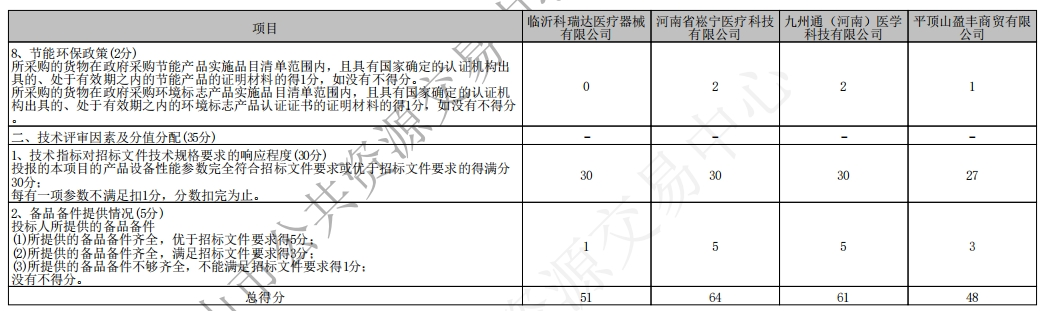 项目
临沂科瑞达医疗器械有限公司
河南省崧宁医疗科技有限公司
九州通（河南）医学科技有限公司
平顶山盈丰商贸有限公司
8、节能环保政策(2分)
所采购的货物在政府采购节能产品实施品目清单范围内，且具有国家确定的认证机构出
具的、处于有效期之内的节能产品的证明材料的得1分，如没有不得分。
所采购的货物在政府采购环境标志产品实施品目清单范围内，且具有国家确定的认证机
构出具的、处于有效期之内的环境标志产品认证证书的证明材料的得1分，如没有不得分
。
0 2 2 1
二、技术评审因素及分值分配(35分)
– – – –
1、技术指标对招标文件技术规格要求的响应程度(30分)
投报的本项目的产品设备性能参数完全符合招标文件要求或优于招标文件要求的得满分
30分；
每有一项参数不满足扣1分，分数扣完为止。
30 30 30 27
2、备品备件提供情况(5分)
投标人所提供的备品备件
(1)所提供的备品备件齐全，优于招标文件要求得5分；
(2)所提供的备品备件齐全，满足招标文件要求得3分；
(3)所提供的备品备件不够齐全，不能满足招标文件要求得1分；
没有不得分。
1 5 5 3
总得分 51 64 61 48
山市公共资源交易中心
资源交易中心